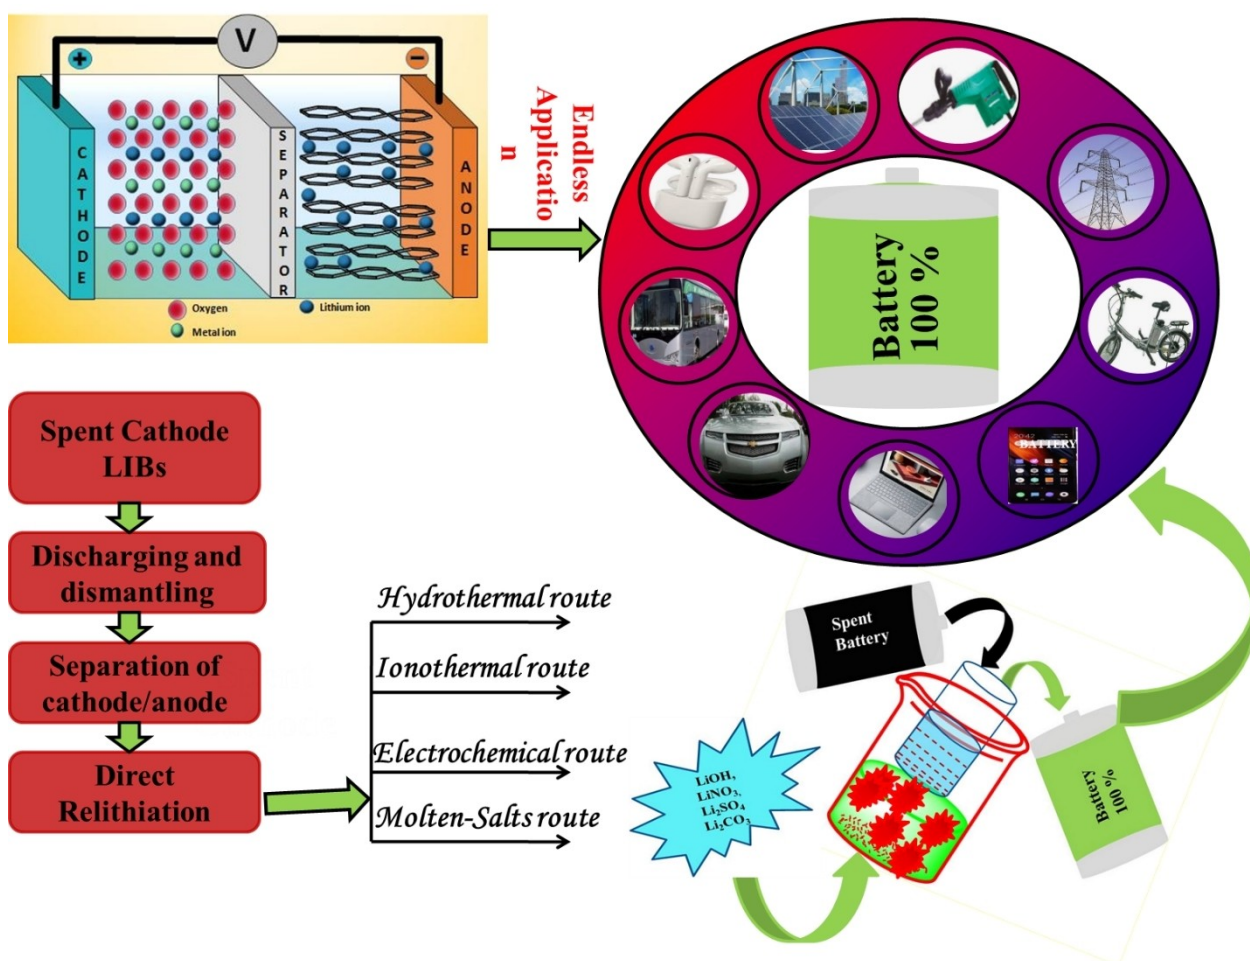 V
+
−
CATHODE
SEPARATOR
ANODE
Oxygen
Lithium ion
Metal ion
Endless
Applicatio
n
Battery
100 %
20:42
BATTERY
Spent Cathode
LIBs
Discharging and
dismantling
Separation of
cathode/anode
Direct
Relithiation
Hydrothermal route
Ionothermal route
Electrochemical route
Molten-Salts route
LiOH,
LiNO₃,
Li₂SO₄
Li₂CO₃
Spent
Battery
Battery
100 %